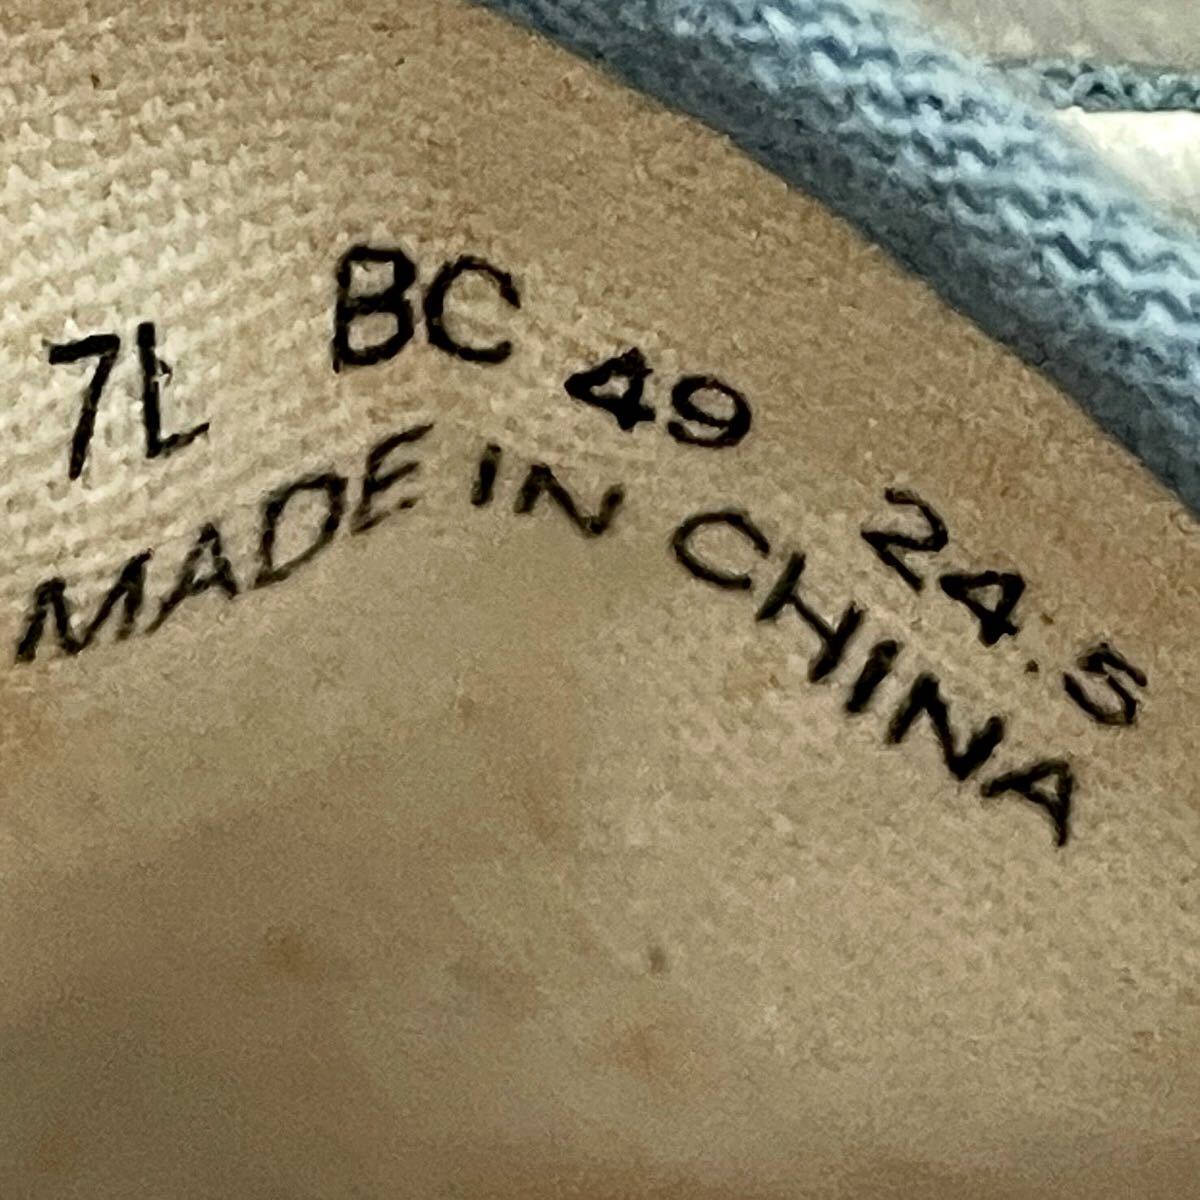 7L BC 49 24.5
MADE IN CHINA